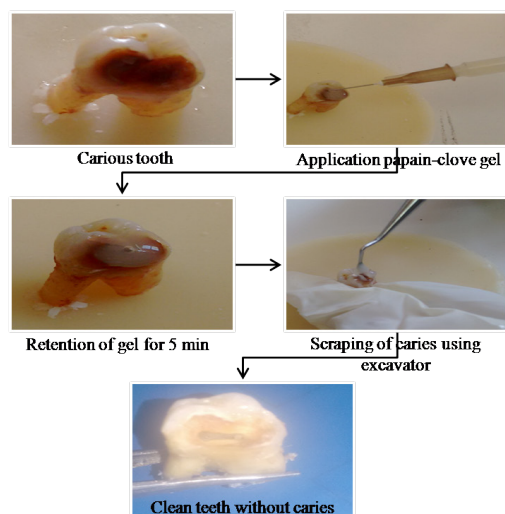 Carious tooth
Application papain-clove gel
Retention of gel for 5 min
Scraping of caries using
excavator
Clean teeth without caries